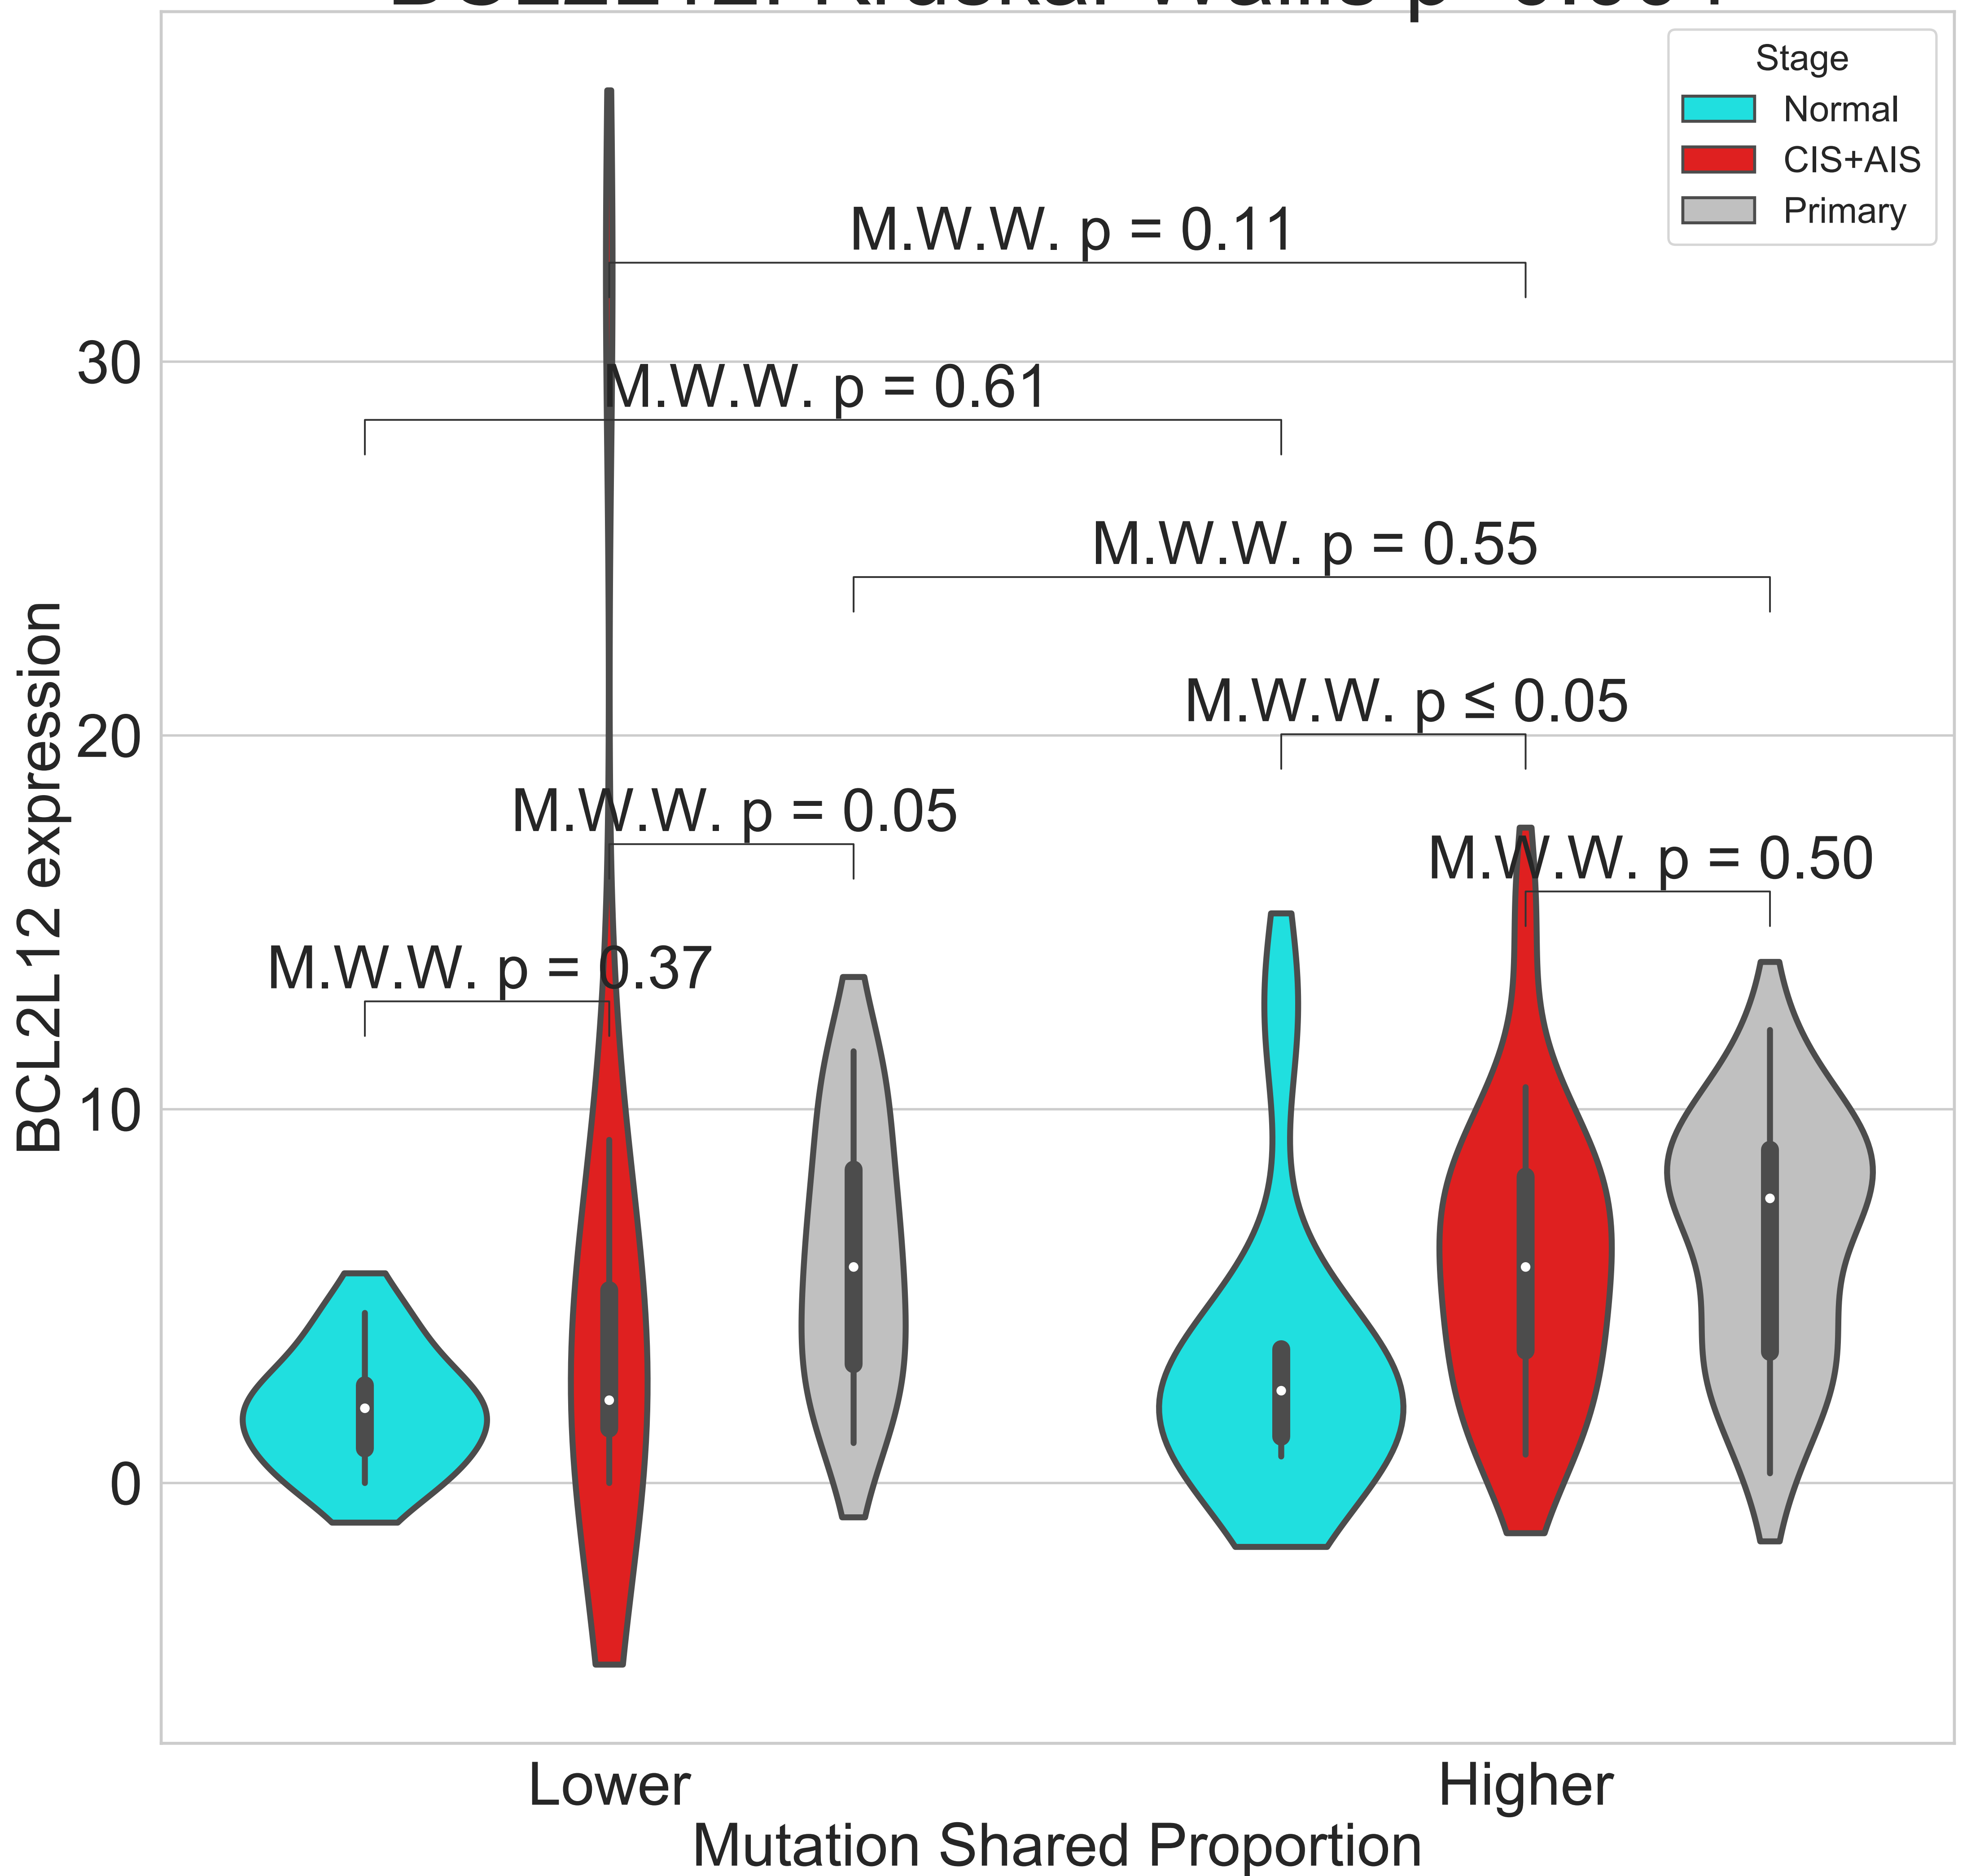 Stage
Normal
CIS+AIS
Primary
M.W.W. p = 0.11
30
M.W.W. p = 0.61
M.W.W. p = 0.55
M.W.W. p ≤ 0.05
20
M.W.W. p = 0.05
M.W.W. p = 0.50
M.W.W. p = 0.37
10
0
BCL2L12 expression
Lower
Higher
Mutation Shared Proportion